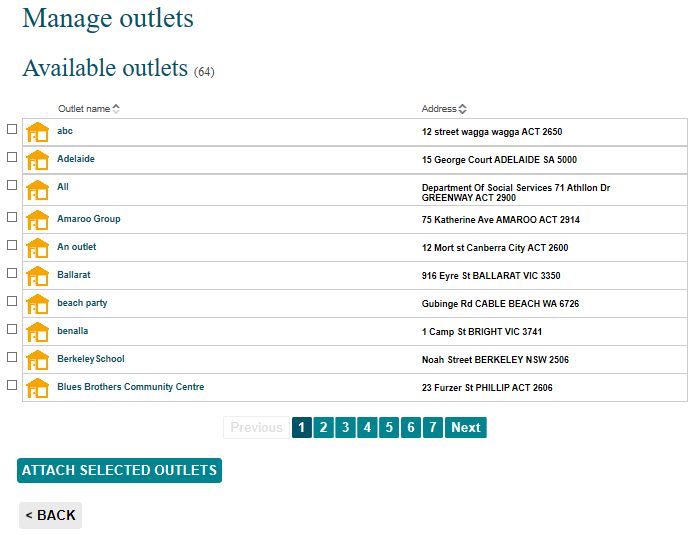 Manage outlets
Available outlets (64)
Outlet name Address
abc 12 street wagga wagga ACT 2650
Adelaide 15 George Court ADELAIDE SA 5000
All Department Of Social Services 71 Athllon Dr
GREENWAY ACT 2900
Amaroo Group 75 Katherine Ave AMAROO ACT 2914
An outlet 12 Mort st Canberra City ACT 2600
Ballarat 916 Eyre St BALLARAT VIC 3350
beach party Gubinge Rd CABLE BEACH WA 6726
benalla 1 Camp St BRIGHT VIC 3741
Berkeley School Noah Street BERKELEY NSW 2506
Blues Brothers Community Centre 23 Furzer St PHILLIP ACT 2606
Previous 1 2 3 4 5 6 7 Next
ATTACH SELECTED OUTLETS
< BACK